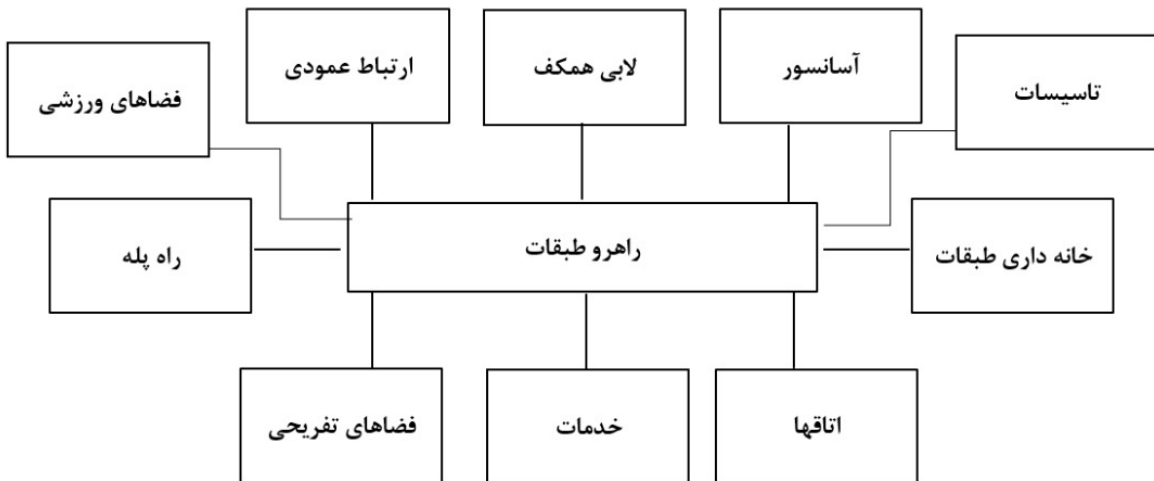 آسانسور
لابی همکف
ارتباط عمودی
تاسیسات
فضاهای ورزشی
خانه داری طبقات
راهرو طبقات
راه پله
اتاقها
خدمات
فضاهای تفریحی